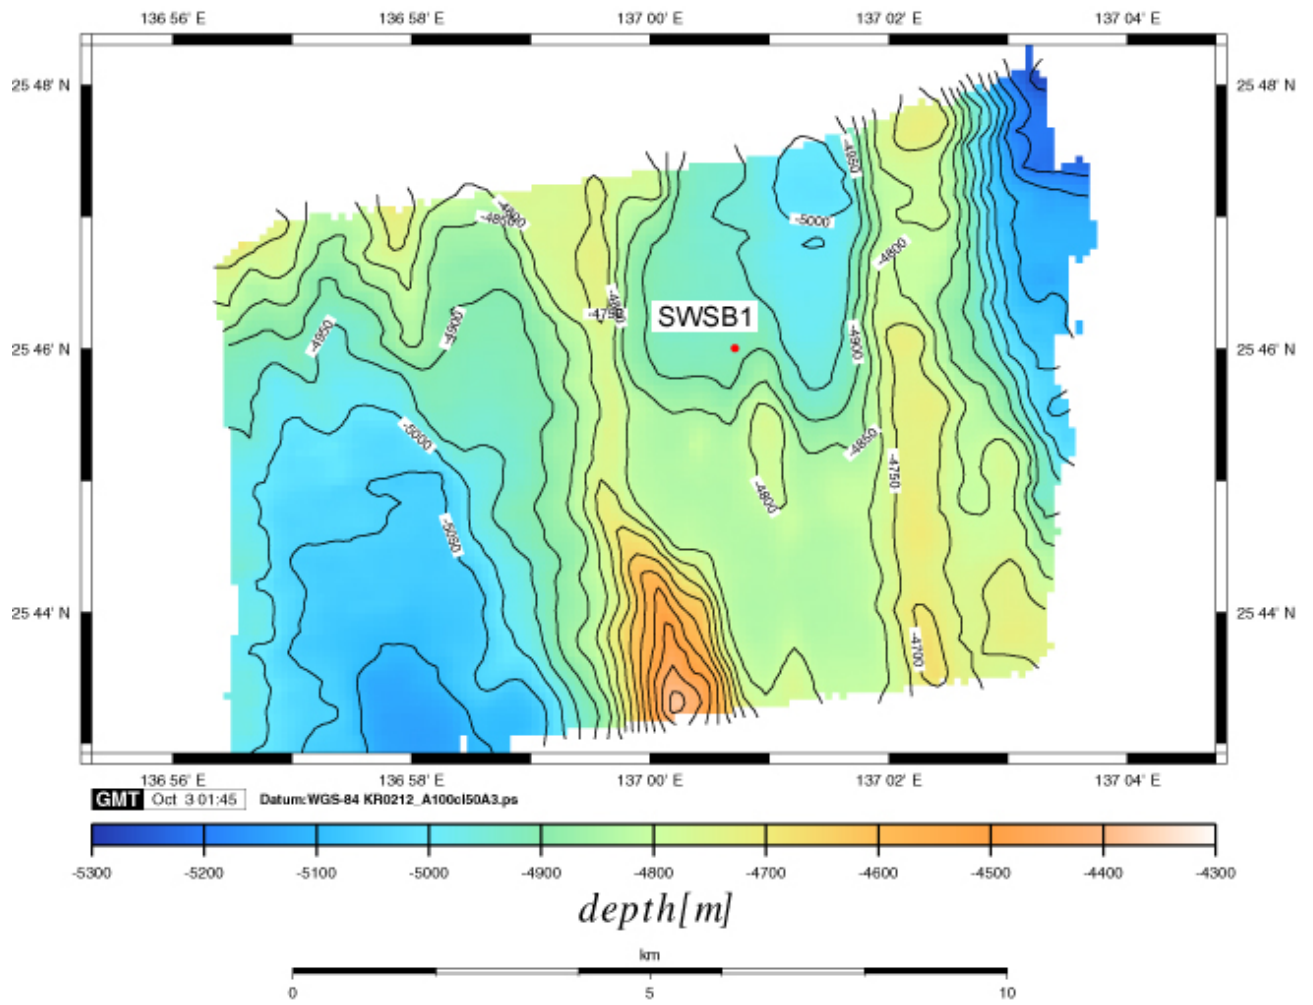 136 56' E 136 58' E 137 00' E 137 02' E 137 04' E
25 48' N 25 48' N
-4950
-4800
-4850
-5000
-4800
-4750
SWSB1
-4950
-4900
-4900
25 46' N 25 46' N
-5000
-4850
-4750
-4800
-5050
25 44' N 25 44' N
-4700
136 56' E 136 58' E 137 00' E 137 02' E 137 04' E
GMT Oct 3 01:45 Datum:WGS-84 KR0212_A100cl50A3.ps
-5300 -5200 -5100 -5000 -4900 -4800 -4700 -4600 -4500 -4400 -4300
depth[m]
km
0 5 10